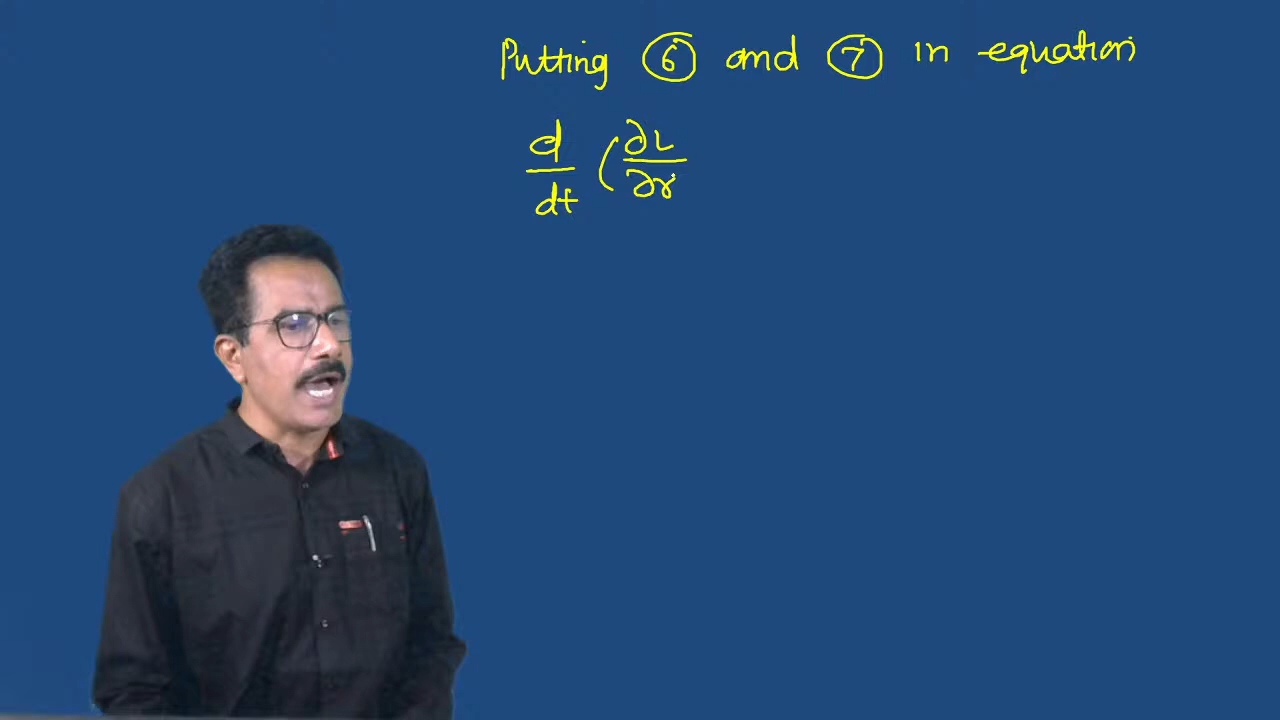 Putting ⑥ and ⑦ in equation
d/dt (∂L/∂r